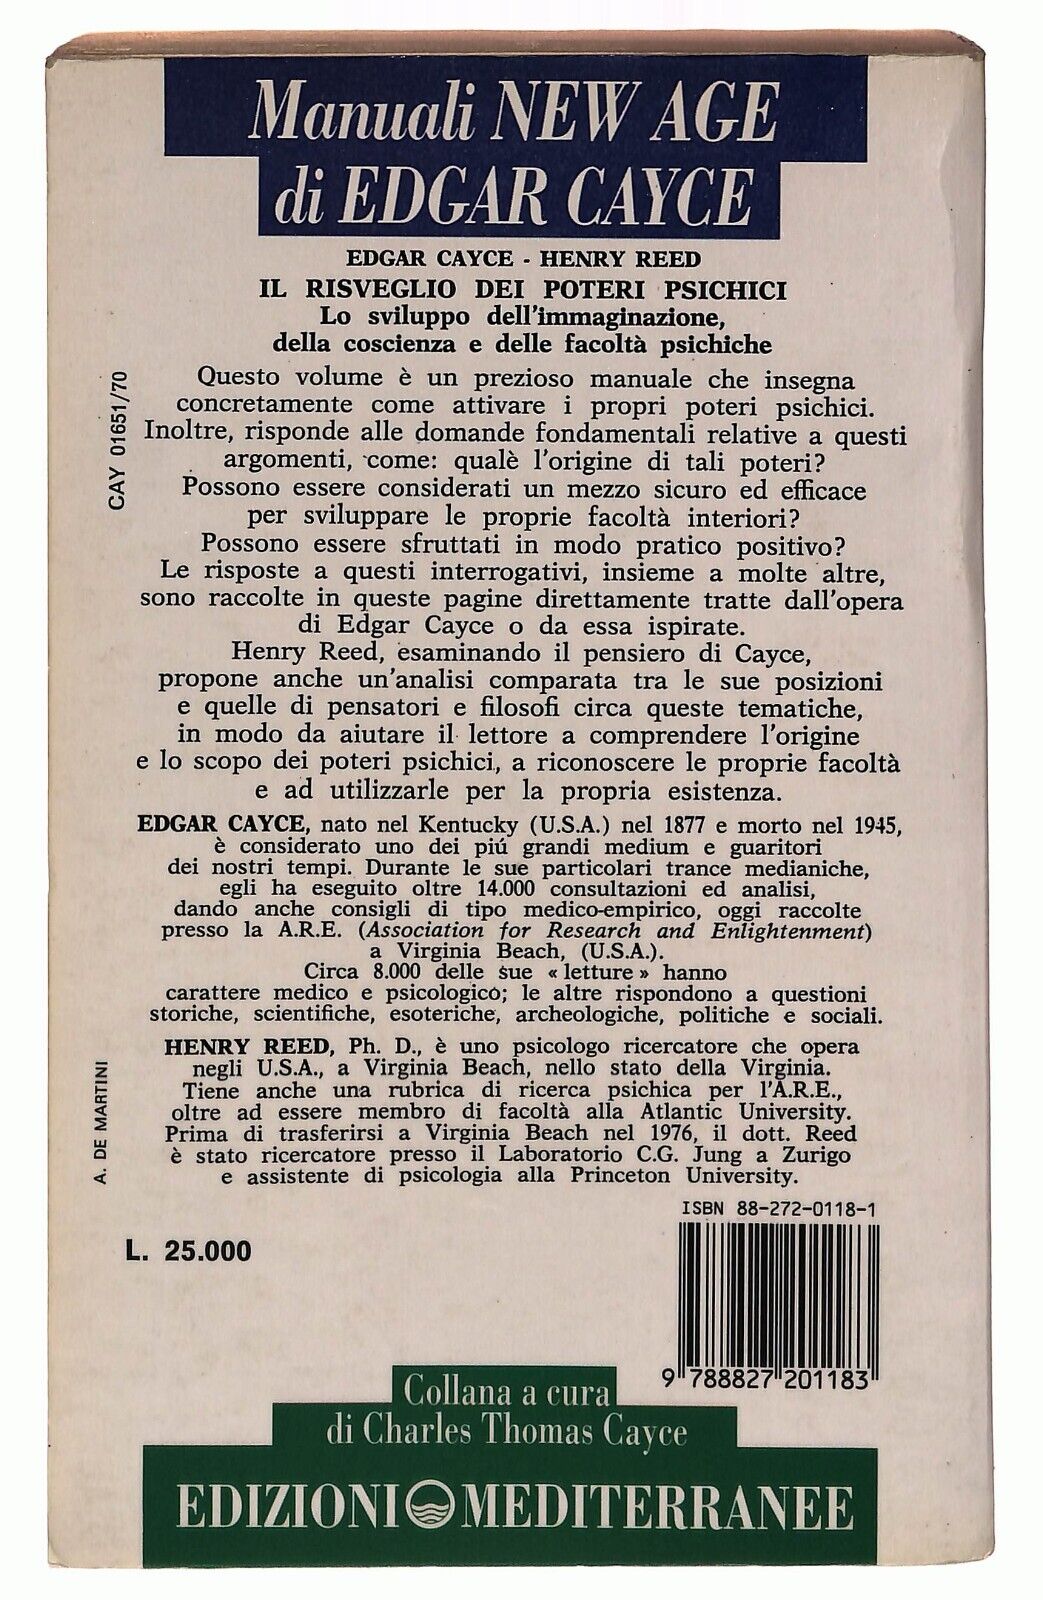 Manuali NEW AGE
di EDGAR CAYCE
EDGAR CAYCE - HENRY REED
IL RISVEGLIO DEI POTERI PSICHICI
Lo sviluppo dell'immaginazione,
della coscienza e delle facoltà psichiche
Questo volume è un prezioso manuale che insegna
concretamente come attivare i propri poteri psichici.
Inoltre, risponde alle domande fondamentali relative a questi
argomenti, come: qualè l'origine di tali poteri?
Possono essere considerati un mezzo sicuro ed efficace
per sviluppare le proprie facoltà interiori?
Possono essere sfruttati in modo pratico positivo?
Le risposte a questi interrogativi, insieme a molte altre,
sono raccolte in queste pagine direttamente tratte dall'opera
di Edgar Cayce o da essa ispirate.
Henry Reed, esaminando il pensiero di Cayce,
propone anche un'analisi comparata tra le sue posizioni
e quelle di pensatori e filosofi circa queste tematiche,
in modo da aiutare il lettore a comprendere l'origine
e lo scopo dei poteri psichici, a riconoscere le proprie facoltà
e ad utilizzarle per la propria esistenza.
EDGAR CAYCE, nato nel Kentucky (U.S.A.) nel 1877 e morto nel 1945,
è considerato uno dei piú grandi medium e guaritori
dei nostri tempi. Durante le sue particolari trance medianiche,
egli ha eseguito oltre 14.000 consultazioni ed analisi,
dando anche consigli di tipo medico-empirico, oggi raccolte
presso la A.R.E. (Association for Research and Enlightenment)
a Virginia Beach, (U.S.A.).
Circa 8.000 delle sue « letture » hanno
carattere medico e psicologico; le altre rispondono a questioni
storiche, scientifiche, esoteriche, archeologiche, politiche e sociali.
HENRY REED, Ph. D., è uno psicologo ricercatore che opera
negli U.S.A., a Virginia Beach, nello stato della Virginia.
Tiene anche una rubrica di ricerca psichica per l'A.R.E.,
oltre ad essere membro di facoltà alla Atlantic University.
Prima di trasferirsi a Virginia Beach nel 1976, il dott. Reed
è stato ricercatore presso il Laboratorio C.G. Jung a Zurigo
e assistente di psicologia alla Princeton University.
CAY 01651/70
A. DE MARTINI
L. 25.000
ISBN 88-272-0118-1
9 788827 201183
Collana a cura
di Charles Thomas Cayce
EDIZIONI MEDITERRANEE